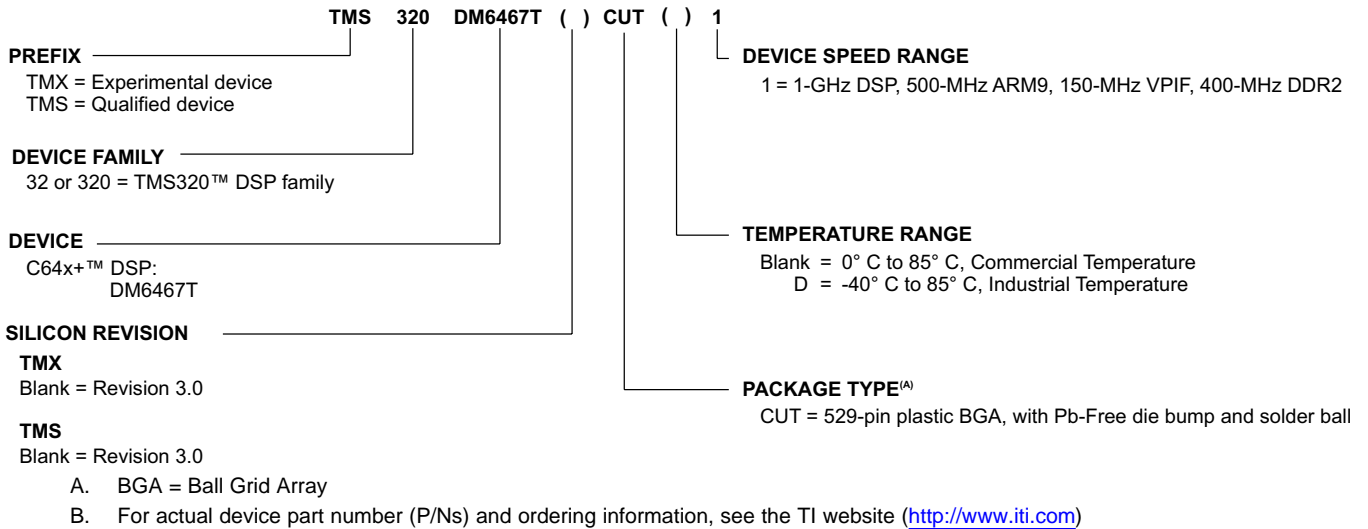 TMS 320 DM6467T ( ) CUT ( ) 1
PREFIX
TMX = Experimental device
TMS = Qualified device
DEVICE FAMILY
32 or 320 = TMS320™ DSP family
DEVICE
C64x+™ DSP:
DM6467T
SILICON REVISION
TMX
Blank = Revision 3.0
TMS
Blank = Revision 3.0
DEVICE SPEED RANGE
1 = 1-GHz DSP, 500-MHz ARM9, 150-MHz VPIF, 400-MHz DDR2
TEMPERATURE RANGE
Blank = 0° C to 85° C, Commercial Temperature
D = -40° C to 85° C, Industrial Temperature
PACKAGE TYPE(A)
CUT = 529-pin plastic BGA, with Pb-Free die bump and solder ball
A. BGA = Ball Grid Array
B. For actual device part number (P/Ns) and ordering information, see the TI website (http://www.iti.com)